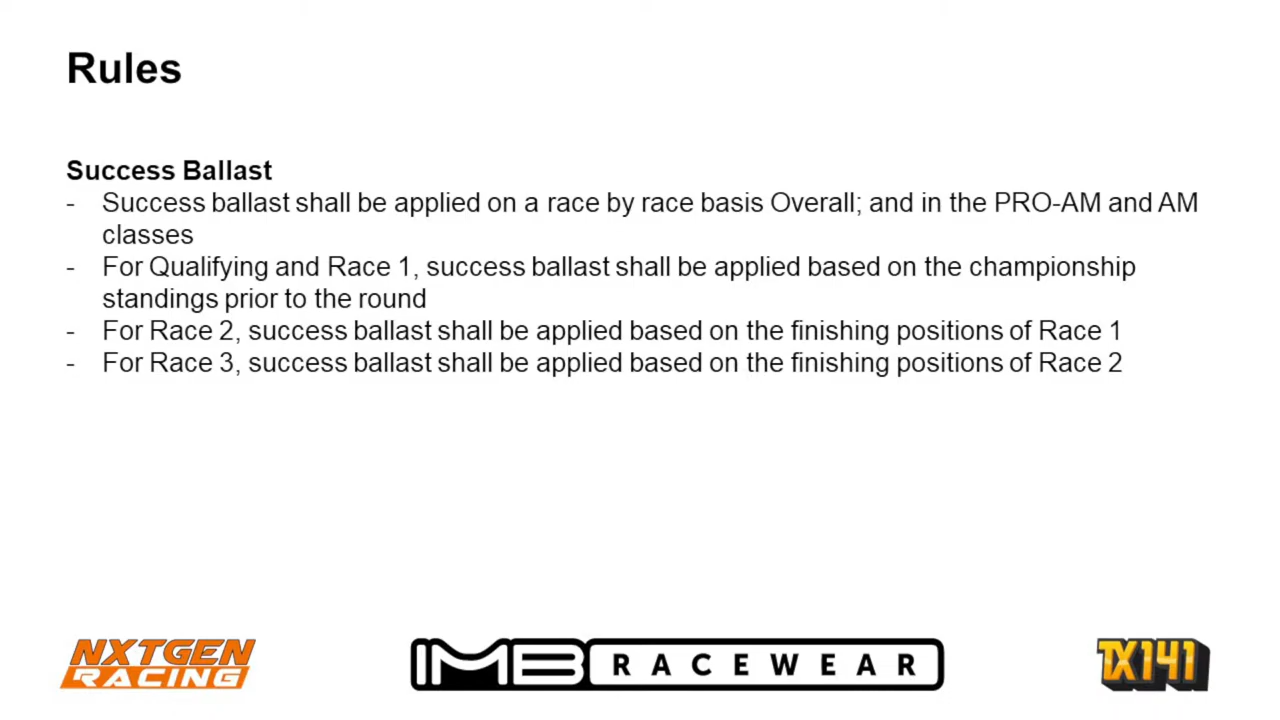 Rules
Success Ballast
- Success ballast shall be applied on a race by race basis Overall; and in the PRO-AM and AM
classes
- For Qualifying and Race 1, success ballast shall be applied based on the championship
standings prior to the round
- For Race 2, success ballast shall be applied based on the finishing positions of Race 1
- For Race 3, success ballast shall be applied based on the finishing positions of Race 2
NXTGEN
RACING
IMB RACEWEAR
TX141